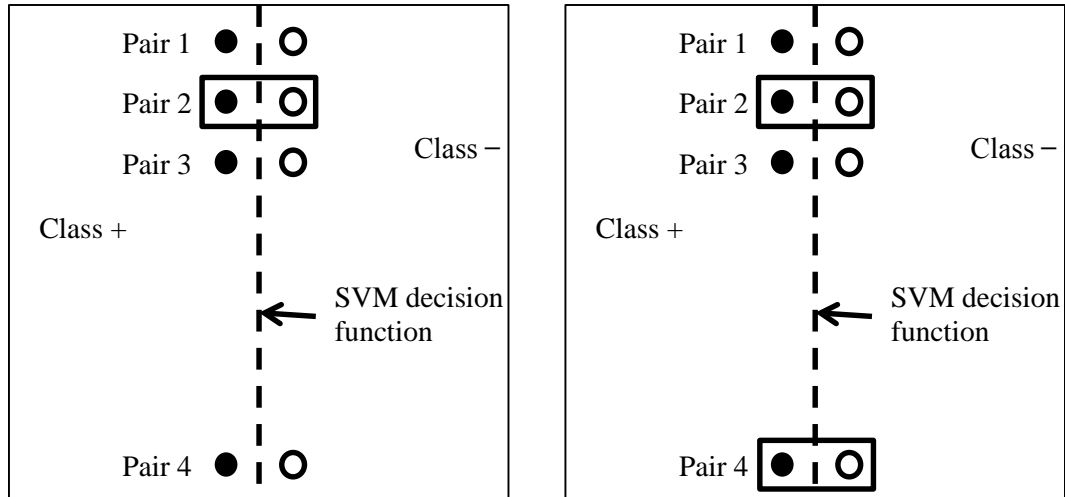 Pair 1
Pair 2
Pair 3
Class –
Class +
SVM decision
function
Pair 4
Pair 1
Pair 2
Pair 3
Class –
Class +
SVM decision
function
Pair 4